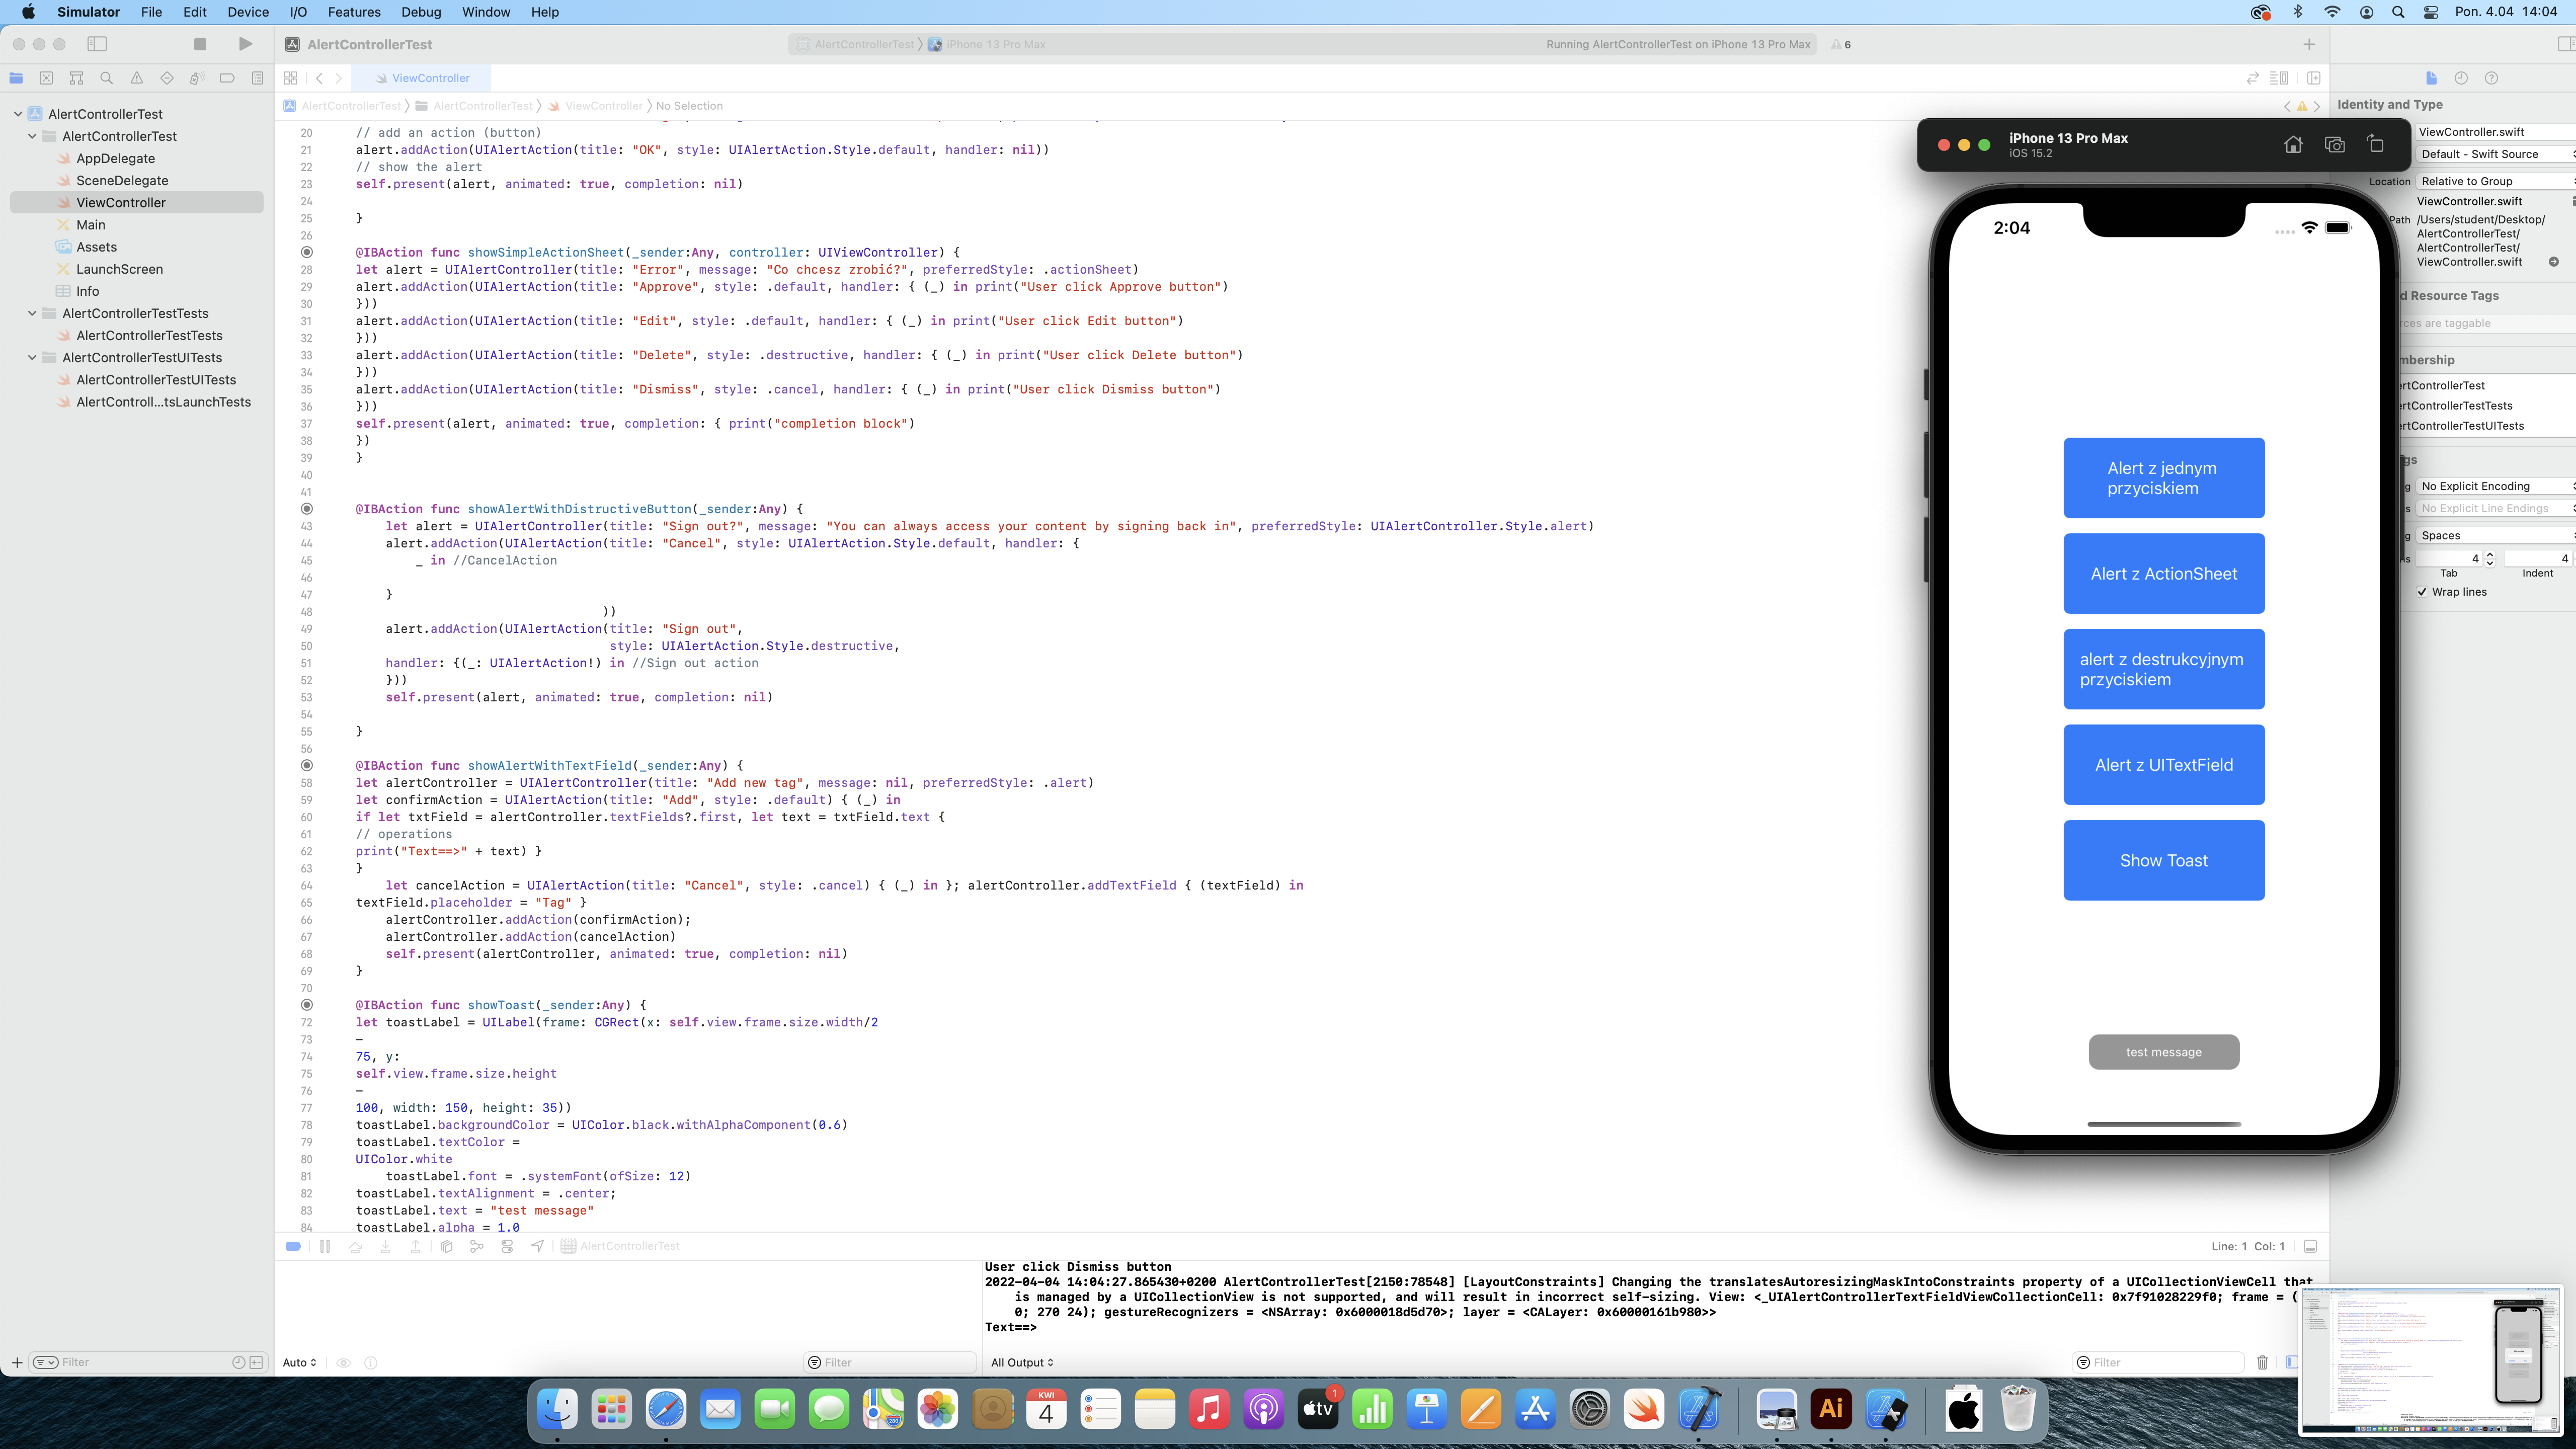 Simulator File Edit Device I/O Features Debug Window Help
Pon. 4.04 14:04
AlertControllerTest
AlertControllerTest iPhone 13 Pro Max
Running AlertControllerTest on iPhone 13 Pro Max
6
ViewController
AlertControllerTest AlertControllerTest ViewController No Selection
AlertControllerTest
AlertControllerTest
AppDelegate
SceneDelegate
ViewController
Main
Assets
LaunchScreen
Info
AlertControllerTestTests
AlertControllerTestTests
AlertControllerTestUITests
AlertControllerTestUITests
AlertControll...tsLaunchTests
Filter
20 // add an action (button)
21 alert.addAction(UIAlertAction(title: "OK", style: UIAlertAction.Style.default, handler: nil))
22 // show the alert
23 self.present(alert, animated: true, completion: nil)
24
25 }
26
@IBAction func showSimpleActionSheet(_sender:Any, controller: UIViewController) {
28 let alert = UIAlertController(title: "Error", message: "Co chcesz zrobić?", preferredStyle: .actionSheet)
29 alert.addAction(UIAlertAction(title: "Approve", style: .default, handler: { (_) in print("User click Approve button")
30 }))
31 alert.addAction(UIAlertAction(title: "Edit", style: .default, handler: { (_) in print("User click Edit button")
32 }))
33 alert.addAction(UIAlertAction(title: "Delete", style: .destructive, handler: { (_) in print("User click Delete button")
34 }))
35 alert.addAction(UIAlertAction(title: "Dismiss", style: .cancel, handler: { (_) in print("User click Dismiss button")
36 }))
37 self.present(alert, animated: true, completion: { print("completion block")
38 })
39 }
40
41
@IBAction func showAlertWithDistructiveButton(_sender:Any) {
43 let alert = UIAlertController(title: "Sign out?", message: "You can always access your content by signing back in", preferredStyle: UIAlertController.Style.alert)
44 alert.addAction(UIAlertAction(title: "Cancel", style: UIAlertAction.Style.default, handler: {
45 _ in //CancelAction
46
47 }
48 ))
49 alert.addAction(UIAlertAction(title: "Sign out",
50 style: UIAlertAction.Style.destructive,
51 handler: {(_: UIAlertAction!) in //Sign out action
52 }))
53 self.present(alert, animated: true, completion: nil)
54
55 }
56
@IBAction func showAlertWithTextField(_sender:Any) {
58 let alertController = UIAlertController(title: "Add new tag", message: nil, preferredStyle: .alert)
59 let confirmAction = UIAlertAction(title: "Add", style: .default) { (_) in
60 if let txtField = alertController.textFields?.first, let text = txtField.text {
61 // operations
62 print("Text==>" + text) }
63 }
64 let cancelAction = UIAlertAction(title: "Cancel", style: .cancel) { (_) in }; alertController.addTextField { (textField) in
65 textField.placeholder = "Tag" }
66 alertController.addAction(confirmAction);
67 alertController.addAction(cancelAction)
68 self.present(alertController, animated: true, completion: nil)
69 }
70
@IBAction func showToast(_sender:Any) {
72 let toastLabel = UILabel(frame: CGRect(x: self.view.frame.size.width/2
73 -
74 75, y:
75 self.view.frame.size.height
76 -
77 100, width: 150, height: 35))
78 toastLabel.backgroundColor = UIColor.black.withAlphaComponent(0.6)
79 toastLabel.textColor =
80 UIColor.white
81 toastLabel.font = .systemFont(ofSize: 12)
82 toastLabel.textAlignment = .center;
83 toastLabel.text = "test message"
84 toastLabel.alpha = 1.0
AlertControllerTest
Line: 1 Col: 1
User click Dismiss button
2022-04-04 14:04:27.865430+0200 AlertControllerTest[2150:78548] [LayoutConstraints] Changing the translatesAutoresizingMaskIntoConstraints property of a UICollectionViewCell that
is managed by a UICollectionView is not supported, and will result in incorrect self-sizing. View: <_UIAlertControllerTextFieldViewCollectionCell: 0x7f91028229f0; frame = (
0; 270 24); gestureRecognizers = <NSArray: 0x6000018d5d70>; layer = <CALayer: 0x60000161b980>>
Text==>
Auto
Filter
All Output
Filter
iPhone 13 Pro Max
iOS 15.2
2:04
Alert z jednym
przyciskiem
Alert z ActionSheet
alert z destrukcyjnym
przyciskiem
Alert z UITextField
Show Toast
test message
Identity and Type
ViewController.swift
Default - Swift Source
Location Relative to Group
ViewController.swift
Path /Users/student/Desktop/
AlertControllerTest/
AlertControllerTest/
ViewController.swift
d Resource Tags
rces are taggable
mbership
rtControllerTest
rtControllerTestTests
rtControllerTestUITests
gs
No Explicit Encoding
No Explicit Line Endings
Spaces
4 4
Tab Indent
Wrap lines
KWI
4
tv
1
Ai